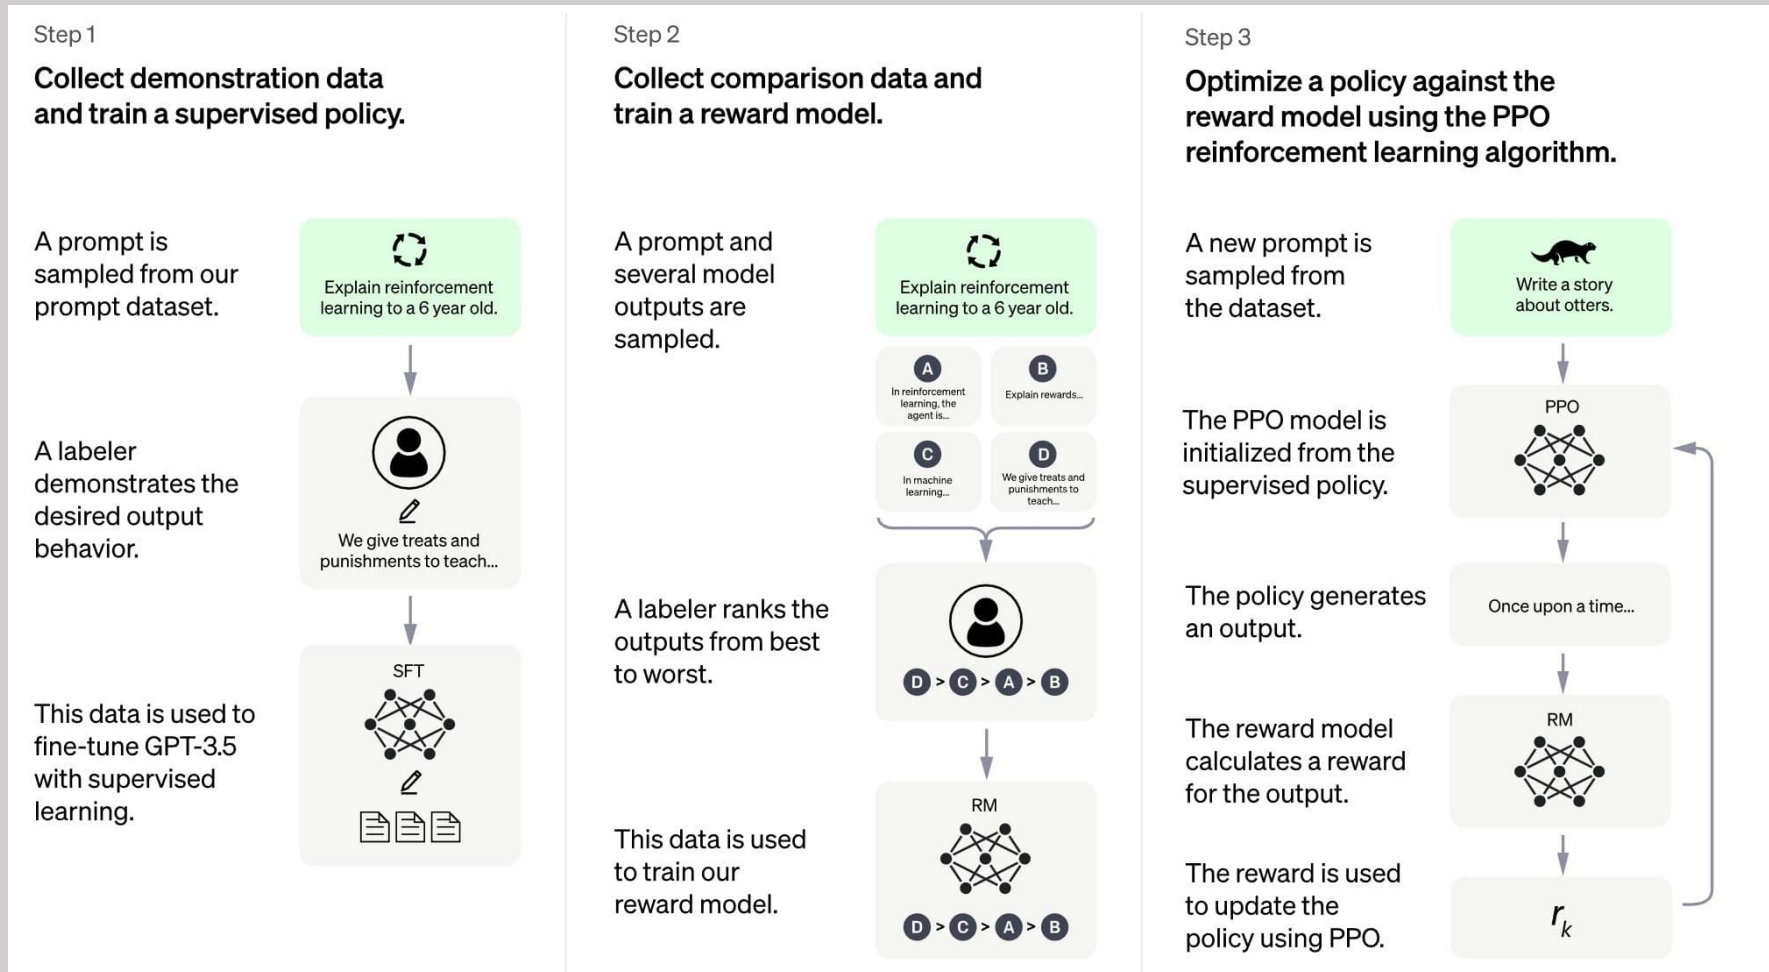 Step 1
Collect demonstration data
and train a supervised policy.
A prompt is
sampled from our
prompt dataset.
Explain reinforcement
learning to a 6 year old.
A labeler
demonstrates the
desired output
behavior.
We give treats and
punishments to teach...
This data is used to
fine-tune GPT-3.5
with supervised
learning.
SFT
Step 2
Collect comparison data and
train a reward model.
A prompt and
several model
outputs are
sampled.
Explain reinforcement
learning to a 6 year old.
A
In reinforcement
learning, the
agent is...
B
Explain rewards...
C
In machine
learning...
D
We give treats and
punishments to
teach...
A labeler ranks the
outputs from best
to worst.
D > C > A > B
This data is used
to train our
reward model.
RM
D > C > A > B
Step 3
Optimize a policy against the
reward model using the PPO
reinforcement learning algorithm.
A new prompt is
sampled from
the dataset.
Write a story
about otters.
The PPO model is
initialized from the
supervised policy.
PPO
The policy generates
an output.
Once upon a time...
The reward model
calculates a reward
for the output.
RM
The reward is used
to update the
policy using PPO.
rₖ